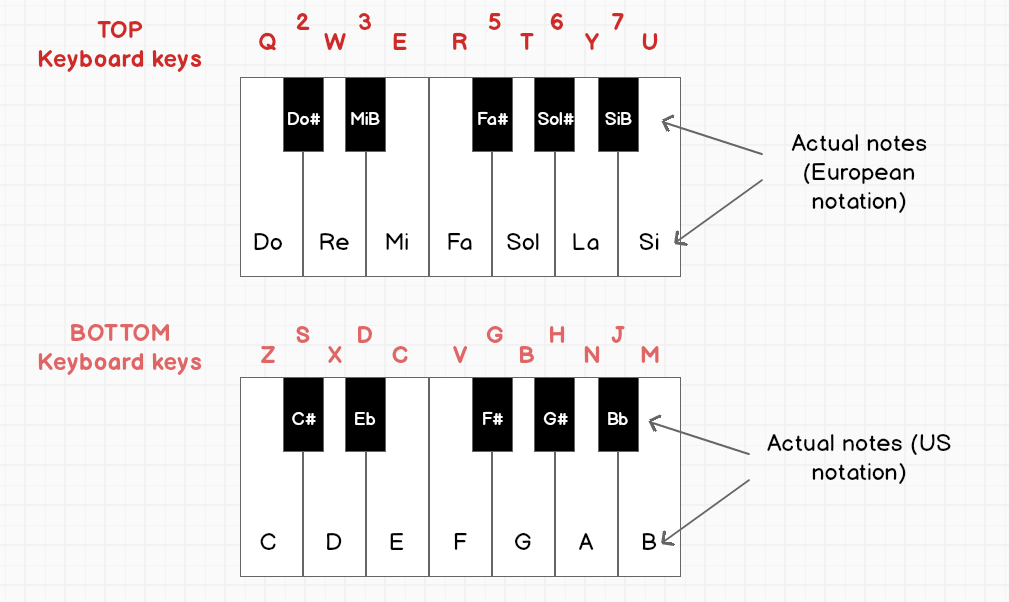 TOP
Keyboard keys
2 3 5 6 7
Q W E R T Y U
Do# MiB Fa# Sol# SiB
Do Re Mi Fa Sol La Si
Actual notes
(European
notation)
BOTTOM
Keyboard keys
S D G H J
Z X C V B N M
C# Eb F# G# Bb
C D E F G A B
Actual notes (US
notation)